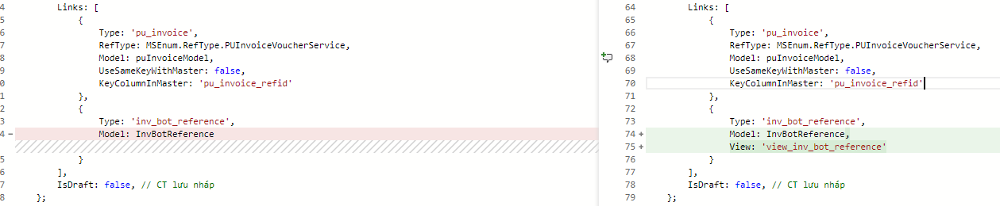 4 Links: [
5 {
6 Type: 'pu_invoice',
7 RefType: MSEnum.RefType.PUInvoiceVoucherService,
8 Model: puInvoiceModel,
9 UseSameKeyWithMaster: false,
0 KeyColumnInMaster: 'pu_invoice_refid'
1 },
2 {
3 Type: 'inv_bot_reference',
4 - Model: InvBotReference
5 }
6 ],
7 IsDraft: false, // CT lưu nháp
8 };
64 Links: [
65 {
66 Type: 'pu_invoice',
67 RefType: MSEnum.RefType.PUInvoiceVoucherService,
68 Model: puInvoiceModel,
69 UseSameKeyWithMaster: false,
70 KeyColumnInMaster: 'pu_invoice_refid'
71 },
72 {
73 Type: 'inv_bot_reference',
74 + Model: InvBotReference,
75 + View: 'view_inv_bot_reference'
76 }
77 ],
78 IsDraft: false, // CT lưu nháp
79 };